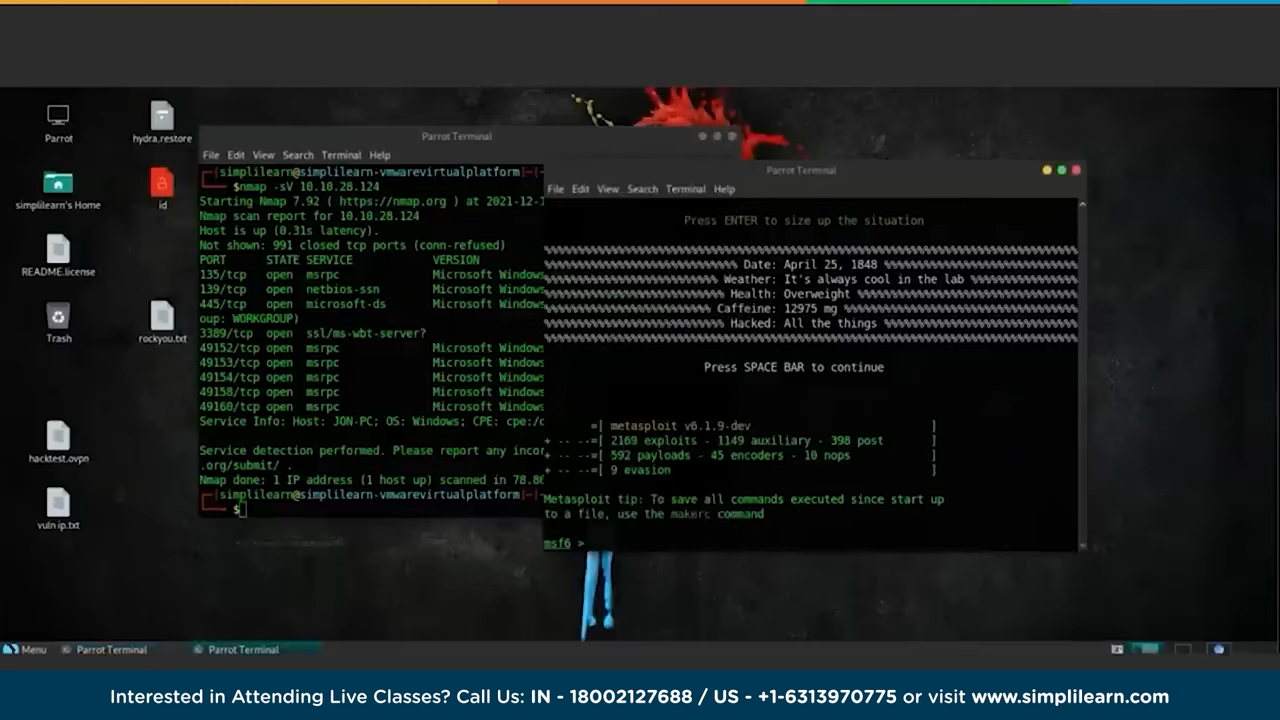 Parrot
hydra.restore
simplilearn's Home
id
README.license
Trash
rockyou.txt
hacktest.ovpn
vuln ip.txt
Parrot Terminal
File Edit View Search Terminal Help
[simplilearn@simplilearn-vmwarevirtualplatform]─[
$nmap -sV 10.10.28.124
Starting Nmap 7.92 ( https://nmap.org ) at 2021-12-1
Nmap scan report for 10.10.28.124
Host is up (0.31s latency).
Not shown: 991 closed tcp ports (conn-refused)
PORT STATE SERVICE VERSION
135/tcp open msrpc Microsoft Windows
139/tcp open netbios-ssn Microsoft Windows
445/tcp open microsoft-ds Microsoft Windows
oup: WORKGROUP)
3389/tcp open ssl/ms-wbt-server?
49152/tcp open msrpc Microsoft Windows
49153/tcp open msrpc Microsoft Windows
49154/tcp open msrpc Microsoft Windows
49158/tcp open msrpc Microsoft Windows
49160/tcp open msrpc Microsoft Windows
Service Info: Host: JON-PC; OS: Windows; CPE: cpe:/o
Service detection performed. Please report any incor
.org/submit/ .
Nmap done: 1 IP address (1 host up) scanned in 78.86
[simplilearn@simplilearn-vmwarevirtualplatform]─[
$
Parrot Terminal
File Edit View Search Terminal Help
Press ENTER to size up the situation
Date: April 25, 1848
Weather: It's always cool in the lab
Health: Overweight
Caffeine: 12975 mg
Hacked: All the things
Press SPACE BAR to continue
=[ metasploit v6.1.9-dev ]
+ -- --=[ 2169 exploits - 1149 auxiliary - 398 post ]
+ -- --=[ 592 payloads - 45 encoders - 10 nops ]
+ -- --=[ 9 evasion ]
Metasploit tip: To save all commands executed since start up
to a file, use the makerc command
msf6 >
Menu Parrot Terminal Parrot Terminal
Interested in Attending Live Classes? Call Us: IN - 18002127688 / US - +1-6313970775 or visit www.simplilearn.com